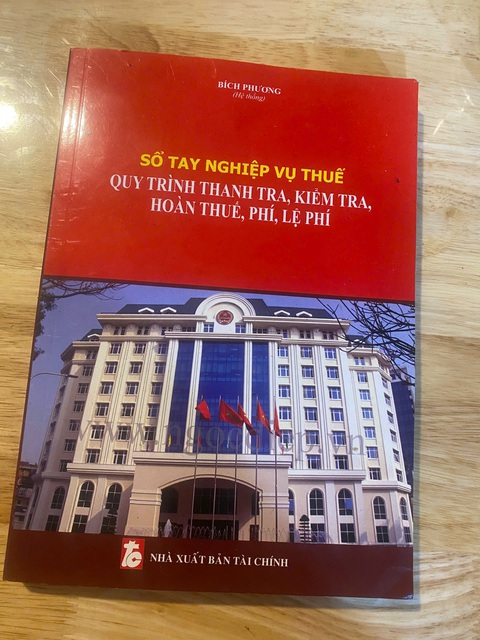 BÍCH PHƯƠNG
(Hệ thống)
SỔ TAY NGHIỆP VỤ THUẾ
QUY TRÌNH THANH TRA, KIỂM TRA,
HOÀN THUẾ, PHÍ, LỆ PHÍ
NHÀ XUẤT BẢN TÀI CHÍNH